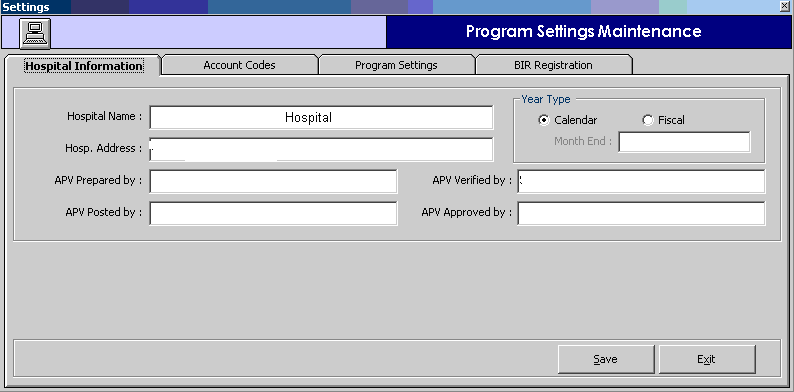 Settings
Program Settings Maintenance
Hospital Information Account Codes Program Settings BIR Registration
Year Type
Hospital Name : Hospital Calendar Fiscal
Hosp. Address : Month End :
APV Prepared by : APV Verified by :
APV Posted by : APV Approved by :
Save Exit